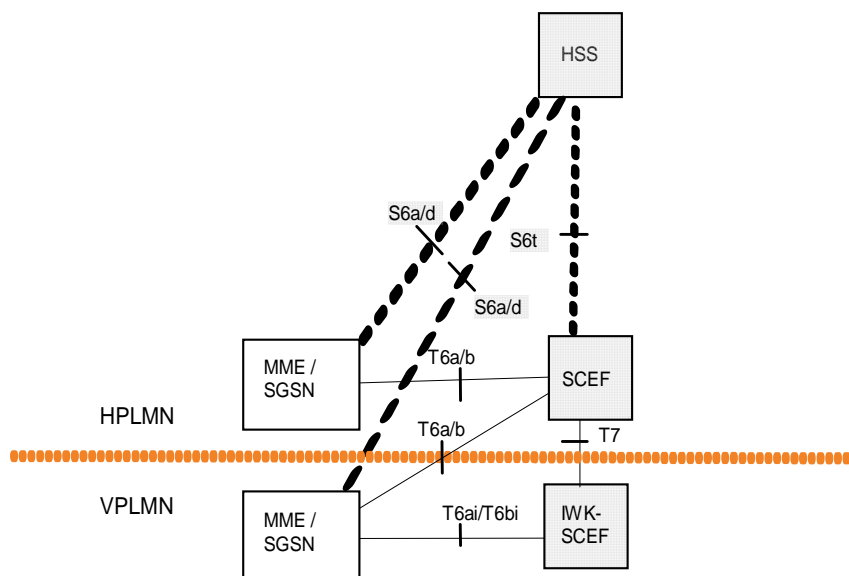 HSS
S6a/d
S6t
S6a/d
MME /
SGSN
T6a/b
SCEF
HPLMN
T6a/b
T7
VPLMN
MME /
SGSN
T6ai/T6bi
IWK-
SCEF